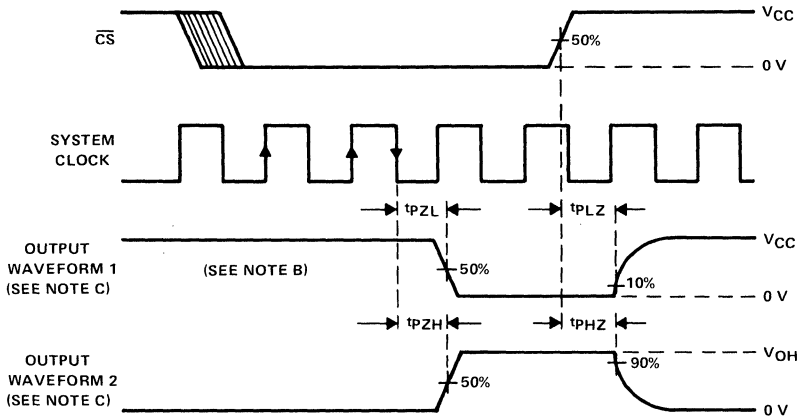 VCC
CS
50%
0 V
SYSTEM
CLOCK
tPZL
tPLZ
OUTPUT
WAVEFORM 1
(SEE NOTE C)
(SEE NOTE B)
50%
VCC
10%
0 V
tPZH
tPHZ
OUTPUT
WAVEFORM 2
(SEE NOTE C)
50%
VOH
90%
0 V